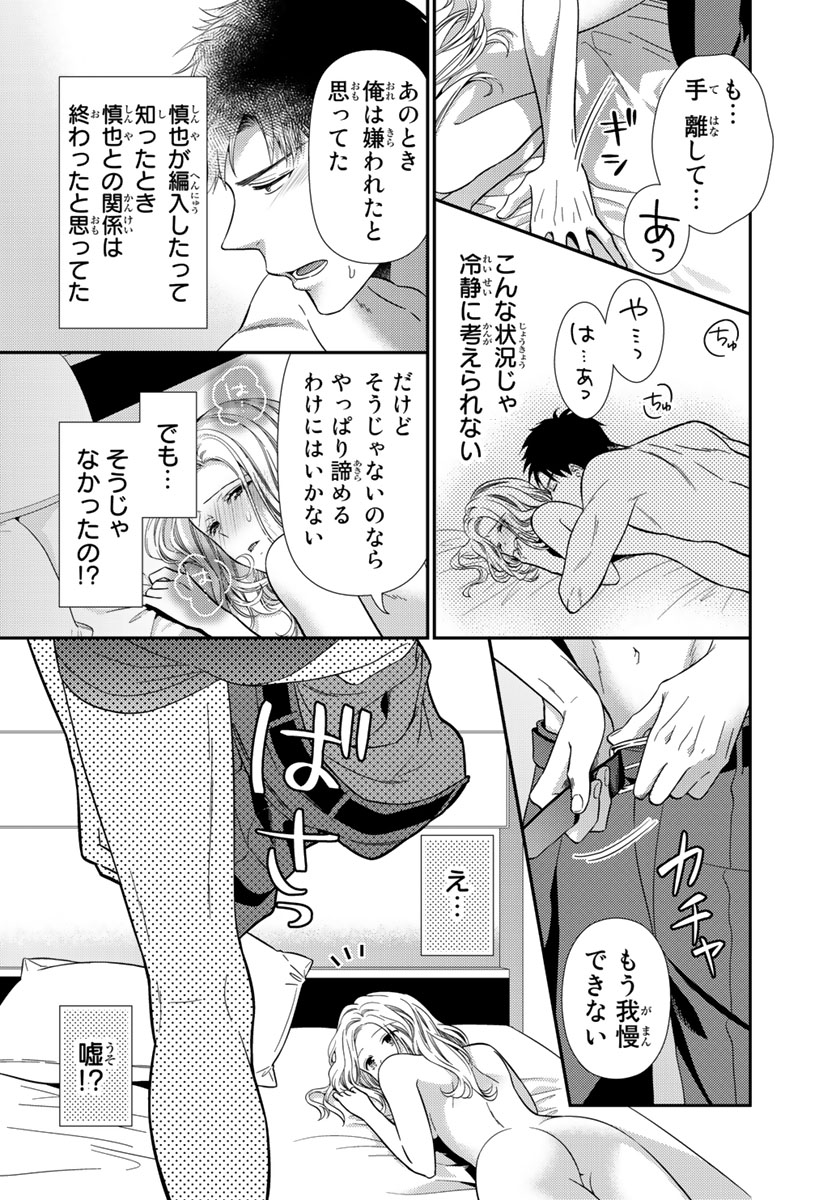 も…
手離して…
ギシ
あっ
こんな状況じゃ
冷静に考えられない
や…っ
は…あっ
ちゅ
ちゅ
あのとき
俺は嫌われたと
思ってた
慎也が編入したって
知ったとき
慎也との関係は
終わったと思ってた
だけど
そうじゃないのなら
やっぱり諦める
わけにはいかない
は…
でも…
そうじゃ
なかったの!?
は…
カチャ
もう我慢
できない
ばさっ
え…
嘘!?